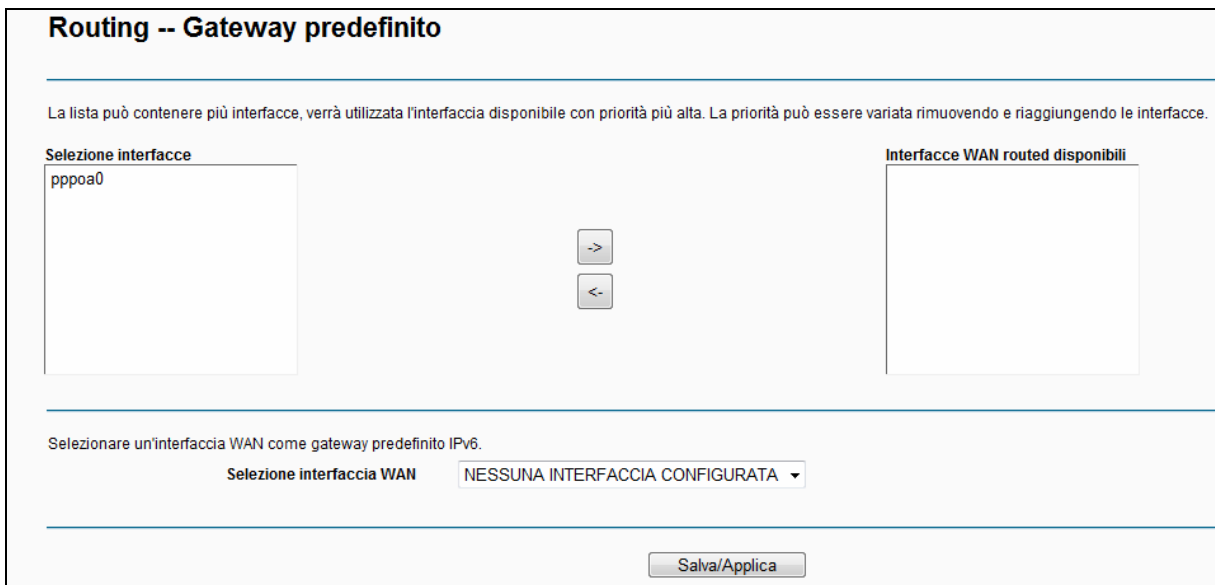 Routing -- Gateway predefinito
La lista può contenere più interfacce, verrà utilizzata l'interfaccia disponibile con priorità più alta. La priorità può essere variata rimuovendo e riaggiungendo le interfacce.
Selezione interfacce
pppoa0
->
<-
Interfacce WAN routed disponibili
Selezionare un'interfaccia WAN come gateway predefinito IPv6.
Selezione interfaccia WAN NESSUNA INTERFACCIA CONFIGURATA
Salva/Applica